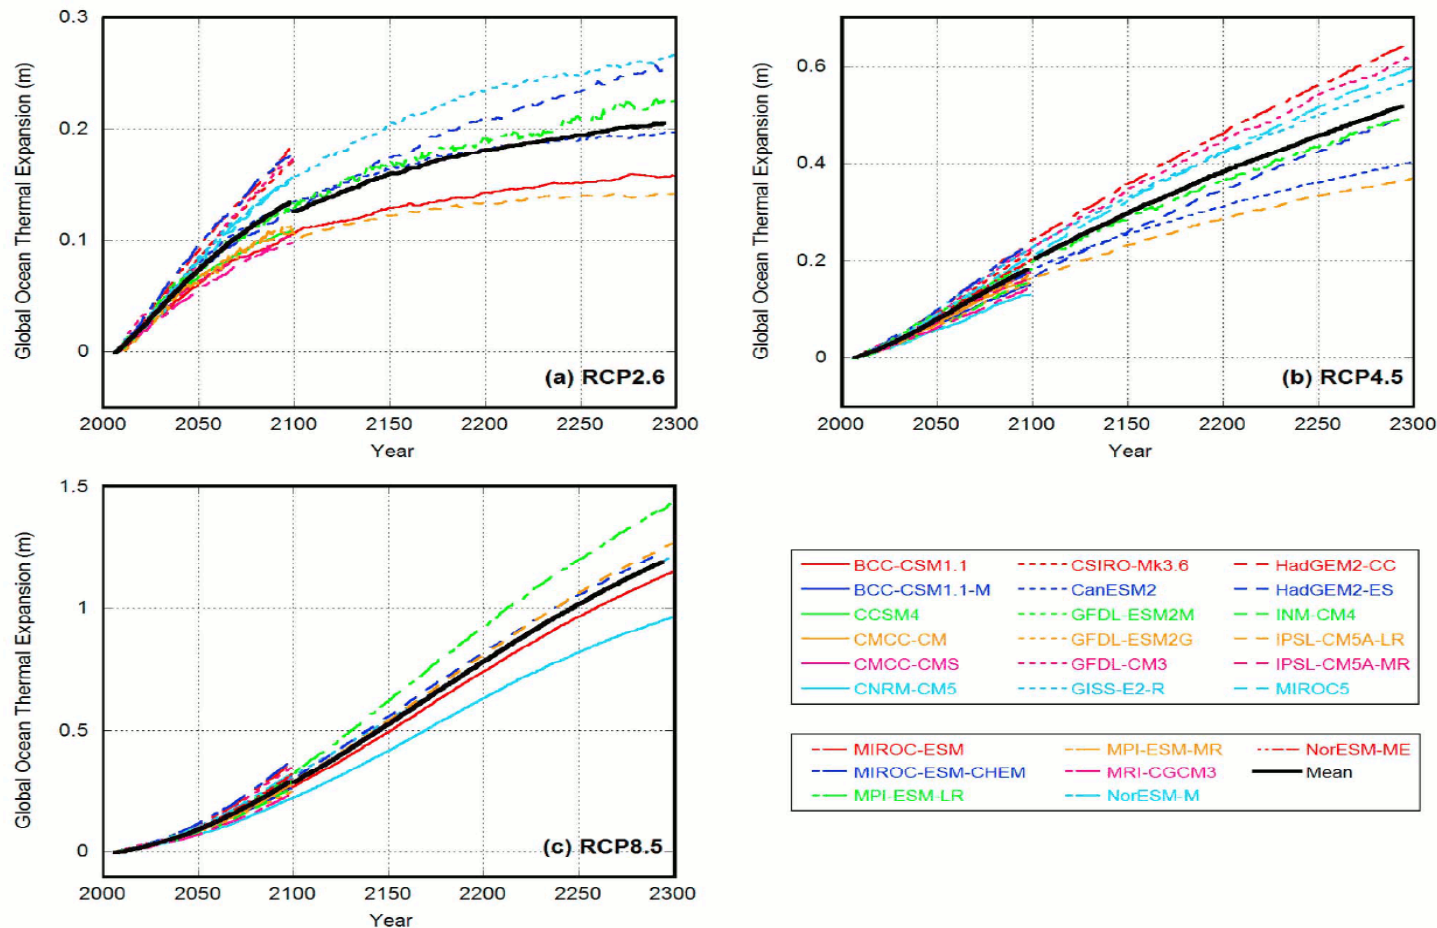 0.3
0.2
0.1
0
Global Ocean Thermal Expansion (m)
(a) RCP2.6
2000 2050 2100 2150 2200 2250 2300
Year
0.6
0.4
0.2
0
Global Ocean Thermal Expansion (m)
(b) RCP4.5
2000 2050 2100 2150 2200 2250 2300
Year
1.5
1
0.5
0
Global Ocean Thermal Expansion (m)
(c) RCP8.5
2000 2050 2100 2150 2200 2250 2300
Year
BCC-CSM1.1 CSIRO-Mk3.6 HadGEM2-CC
BCC-CSM1.1-M CanESM2 HadGEM2-ES
CCSM4 GFDL-ESM2M INM-CM4
CMCC-CM GFDL-ESM2G IPSL-CM5A-LR
CMCC-CMS GFDL-CM3 IPSL-CM5A-MR
CNRM-CM5 GISS-E2-R MIROC5
MIROC-ESM MPI-ESM-MR NorESM-ME
MIROC-ESM-CHEM MRI-CGCM3 Mean
MPI-ESM-LR NorESM-M